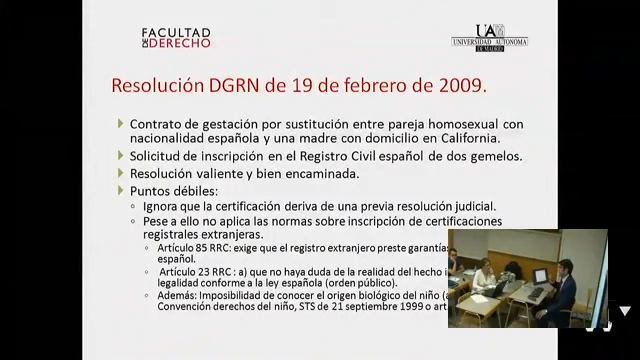 FACULTAD
DE DERECHO
UA
UNIVERSIDAD AUTONOMA
DE MADRID
Resolución DGRN de 19 de febrero de 2009.
Contrato de gestación por sustitución entre pareja homosexual con
nacionalidad española y una madre con domicilio en California.
Solicitud de inscripción en el Registro Civil español de dos gemelos.
Resolución valiente y bien encaminada.
Puntos débiles:
Ignora que la certificación deriva de una previa resolución judicial.
Pese a ello no aplica las normas sobre inscripción de certificaciones
registrales extranjeras.
Artículo 85 RRC: exige que el registro extranjero preste garantías
español.
Artículo 23 RRC : a) que no haya duda de la realidad del hecho
legalidad conforme a la ley española (orden público).
Además: Imposibilidad de conocer el origen biológico del niño
Convención derechos del niño, STS de 21 septiembre 1999 o